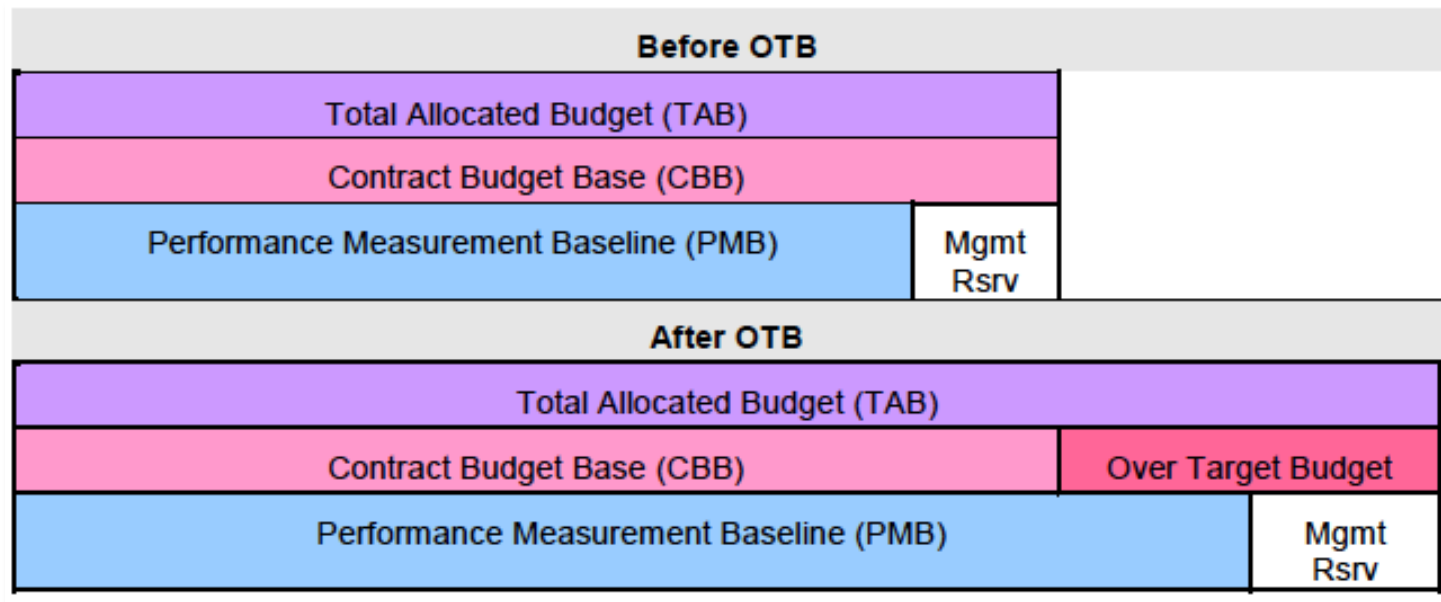 Before OTB
Total Allocated Budget (TAB)
Contract Budget Base (CBB)
Performance Measurement Baseline (PMB)
Mgmt
Rsrv
After OTB
Total Allocated Budget (TAB)
Contract Budget Base (CBB)
Over Target Budget
Performance Measurement Baseline (PMB)
Mgmt
Rsrv